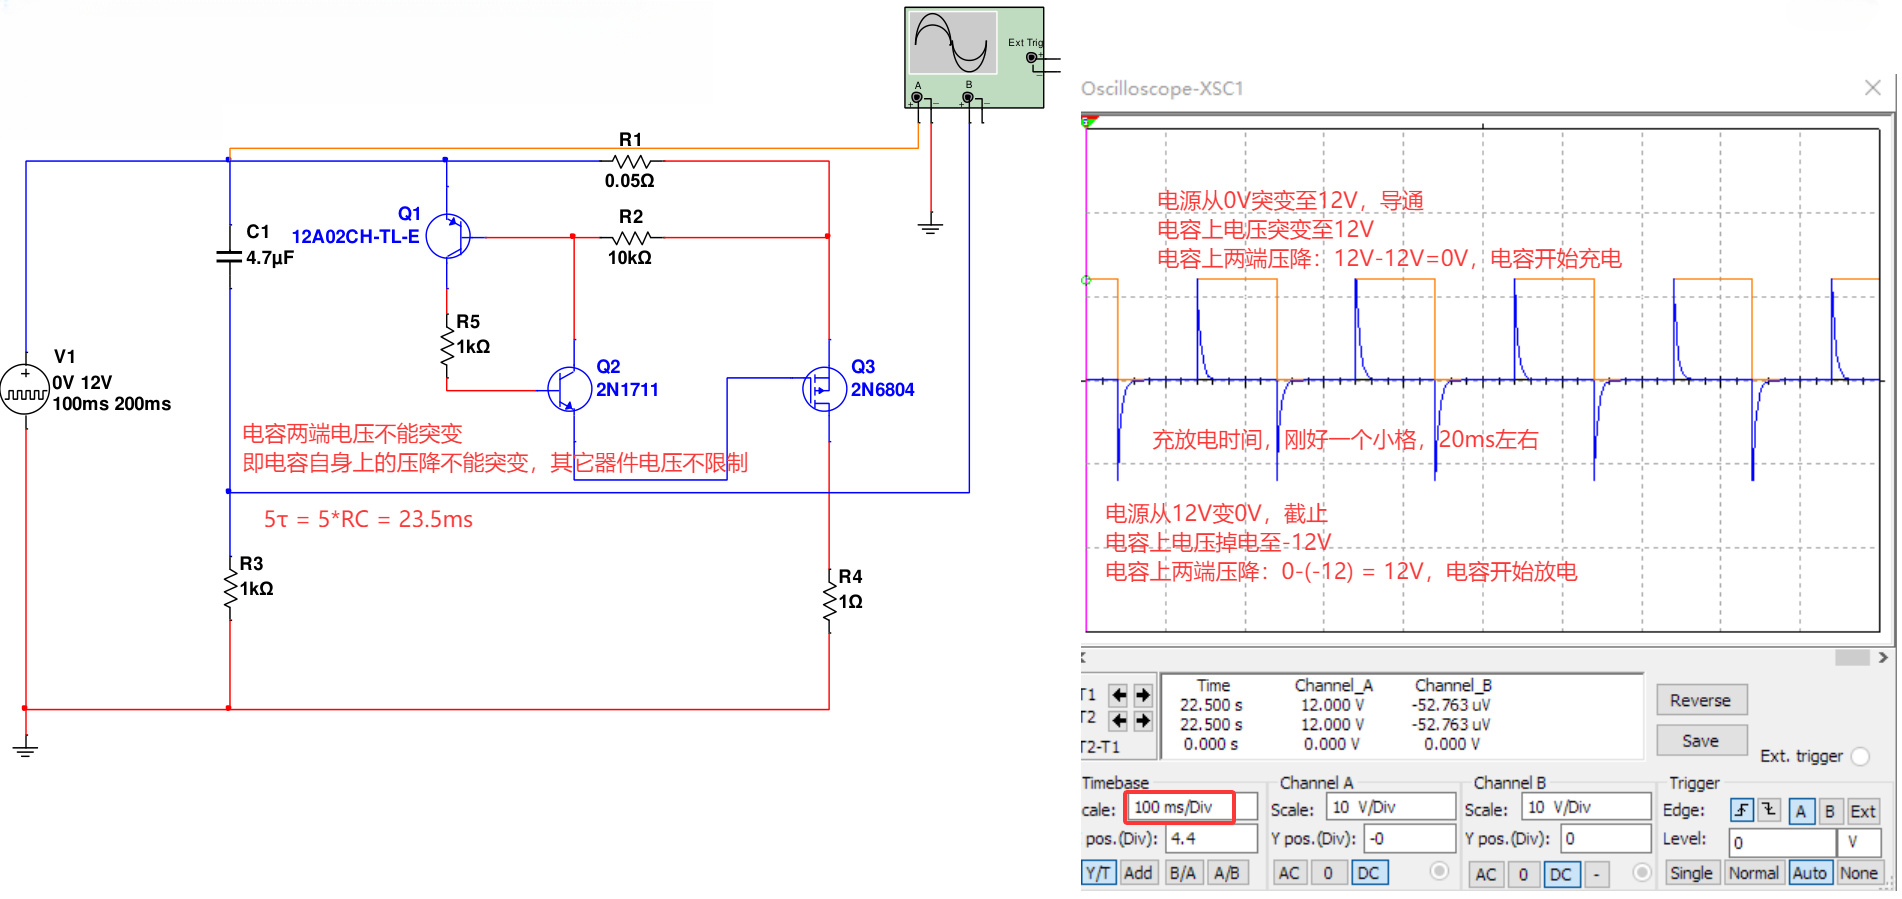 Ext Trig
+
−
A
B
+
−
+
−
R1
0.05Ω
Q1
12A02CH-TL-E
R2
10kΩ
C1
4.7µF
R5
1kΩ
V1
0V 12V
100ms 200ms
Q2
2N1711
Q3
2N6804
电容两端电压不能突变
即电容自身上的压降不能突变，其它器件电压不限制
5τ = 5*RC = 23.5ms
R3
1kΩ
R4
1Ω
Oscilloscope-XSC1
电源从0V突变至12V，导通
电容上电压突变至12V
电容上两端压降：12V-12V=0V，电容开始充电
充放电时间，刚好一个小格，20ms左右
电源从12V变0V，截止
电容上电压掉电至-12V
电容上两端压降：0-(-12) = 12V，电容开始放电
Time Channel_A Channel_B
T1 22.500 s 12.000 V -52.763 uV
T2 22.500 s 12.000 V -52.763 uV
T2-T1 0.000 s 0.000 V 0.000 V
Reverse
Save
Ext. trigger
Timebase
cale: 100 ms/Div
pos.(Div): 4.4
Y/T Add B/A A/B
Channel A
Scale: 10 V/Div
Y pos.(Div): -0
AC 0 DC
Channel B
Scale: 10 V/Div
Y pos.(Div): 0
AC 0 DC -
Trigger
Edge: A B Ext
Level: 0 V
Single Normal Auto None